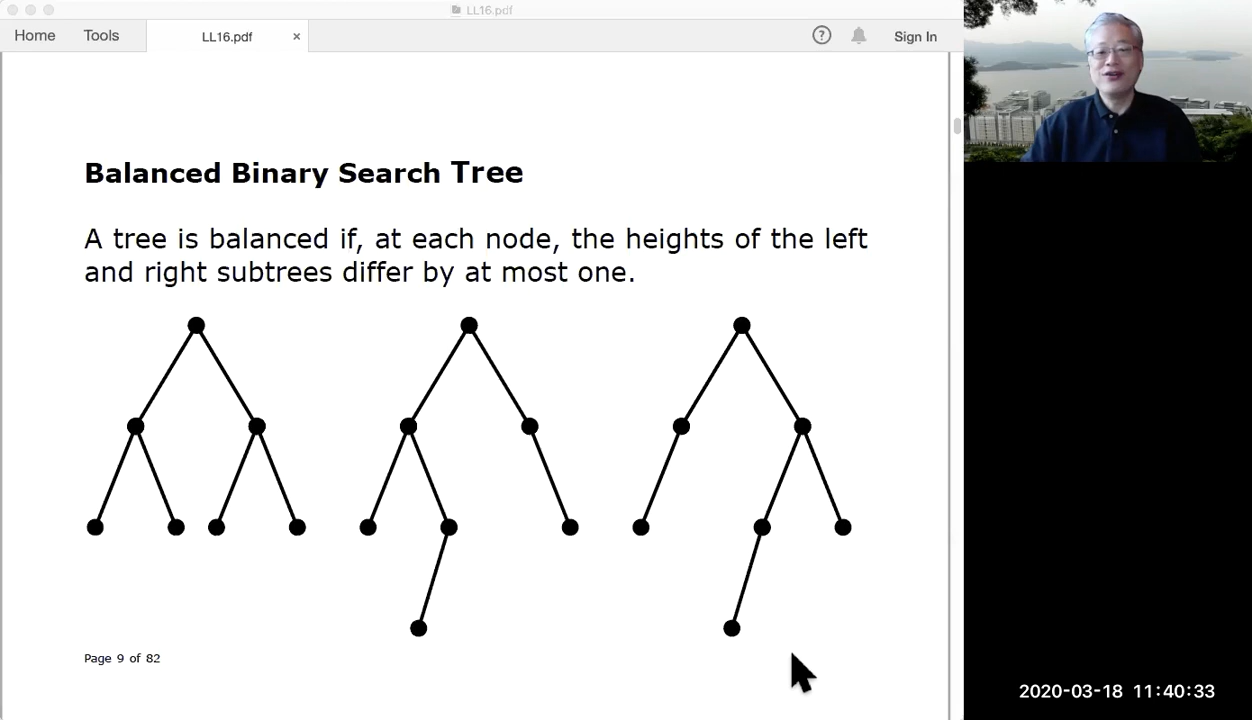 LL16.pdf
Home
Tools
LL16.pdf
×
?
Sign In
Balanced Binary Search Tree
A tree is balanced if, at each node, the heights of the left
and right subtrees differ by at most one.
Page 9 of 82
2020-03-18 11:40:33